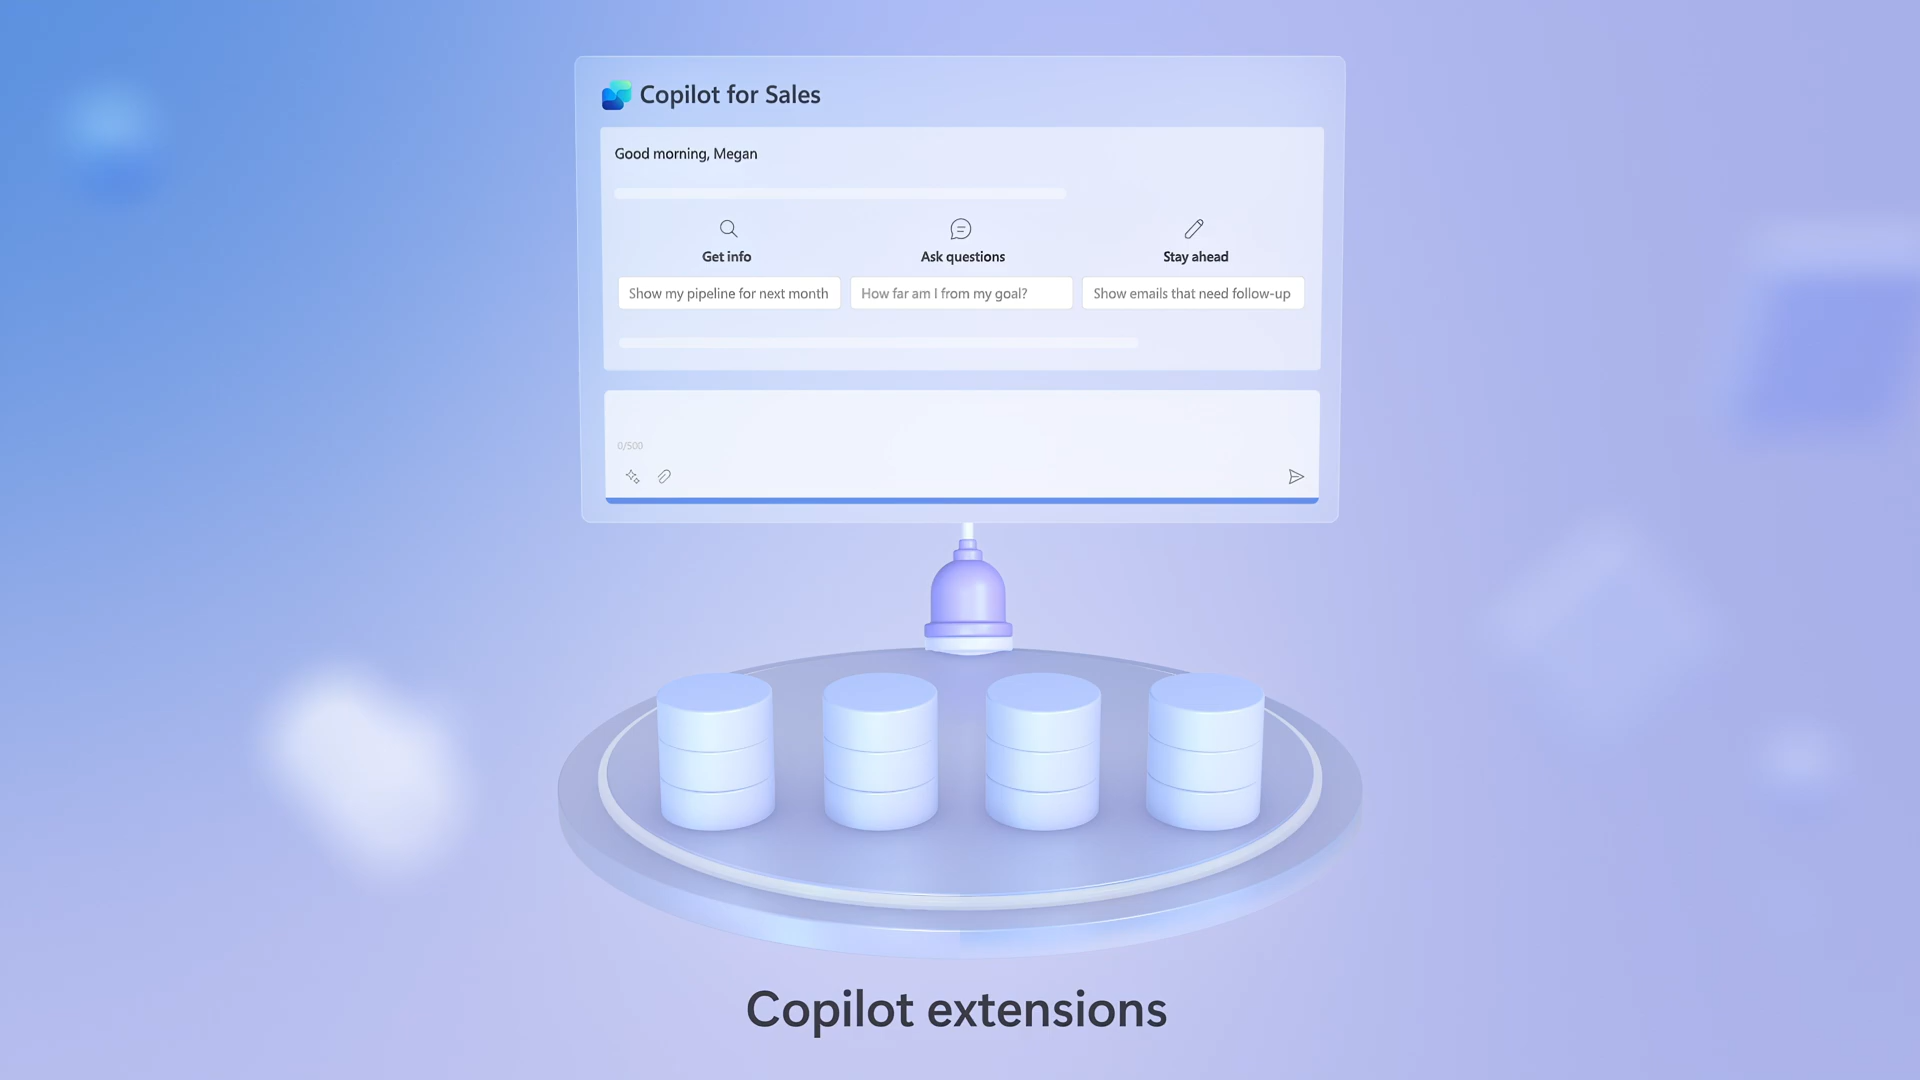 Copilot for Sales
Good morning, Megan
Get info
Ask questions
Stay ahead
Show my pipeline for next month
How far am I from my goal?
Show emails that need follow-up
0/500
Copilot extensions